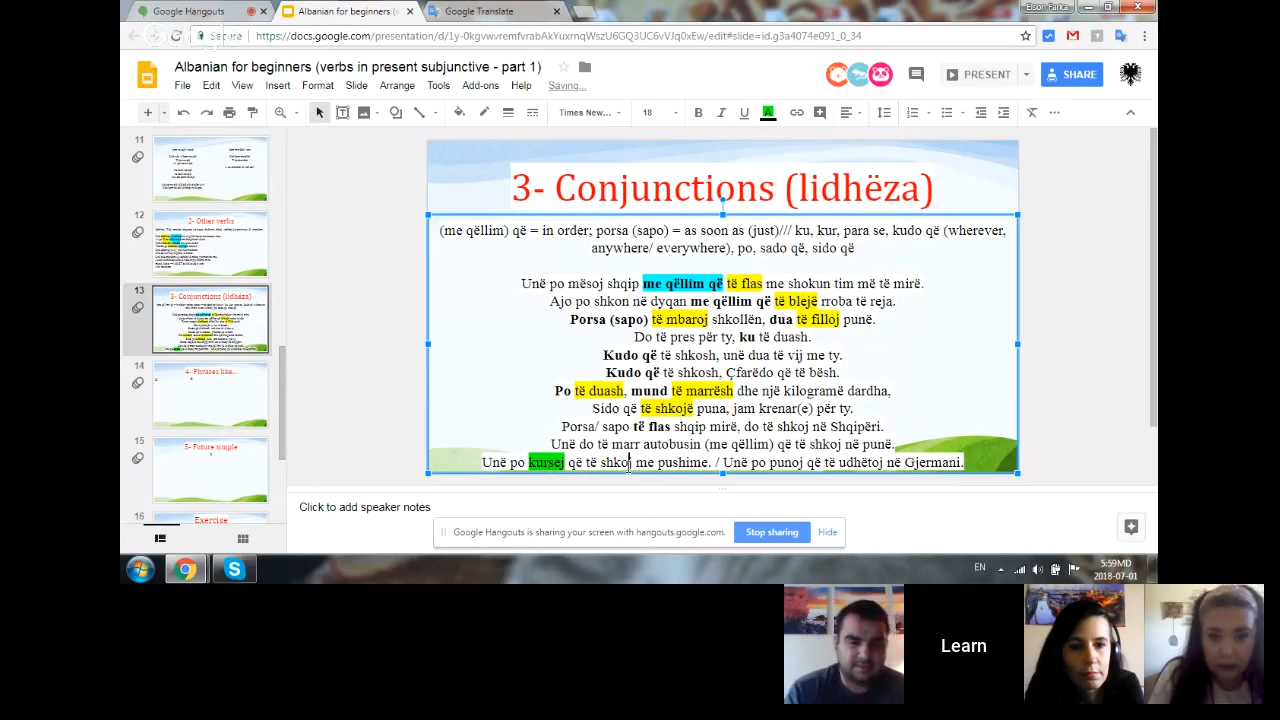 Google Hangouts
Albanian for beginners (v
Google Translate
Elson Farka
Secure
https://docs.google.com/presentation/d/
edit#slide=id.g3a4074e091_0_34
Albanian for beginners (verbs in present subjunctive - part 1)
File Edit View Insert Format Slide Arrange Tools Add-ons Help
Saving...
PRESENT
SHARE
Times New...
18
11
12
2- Other verbs
13
3- Conjunctions (lidhëza)
14
4- Phrases like...
15
5- Future simple
16
Exercise
3- Conjunctions (lidhëza)
(me qëllim) që = in order; porsa (sapo) = as soon as (just)/// ku, kur, pasi te, kudo që (wherever,
anywhere/ everywhere), po, sado që, sido që
Unë po mësoj shqip me qëllim që të flas me shokun tim më të mirë.
Ajo po shkon në dyqan me qëllim që të blejë rroba të reja.
Porsa (sapo) të mbaroj shkollën, dua të filloj punë.
Do të pres për ty, ku të duash.
Kudo që të shkosh, unë dua të vij me ty.
Kudo që të shkosh, Çfarëdo që të bësh.
Po të duash, mund të marrësh dhe një kilogramë dardha,
Sido që të shkojë puna, jam krenar(e) për ty.
Porsa/ sapo të flas shqip mirë, do të shkoj në Shqipëri.
Unë do të marr autobusin (me qëllim) që të shkoj në punë.
Unë po kursej që të shkoj me pushime. / Unë po punoj që të udhëtoj në Gjermani.
Click to add speaker notes
Google Hangouts is sharing your screen with hangouts.google.com.
Stop sharing
Hide
EN
5:59MD
2018-07-01
Learn